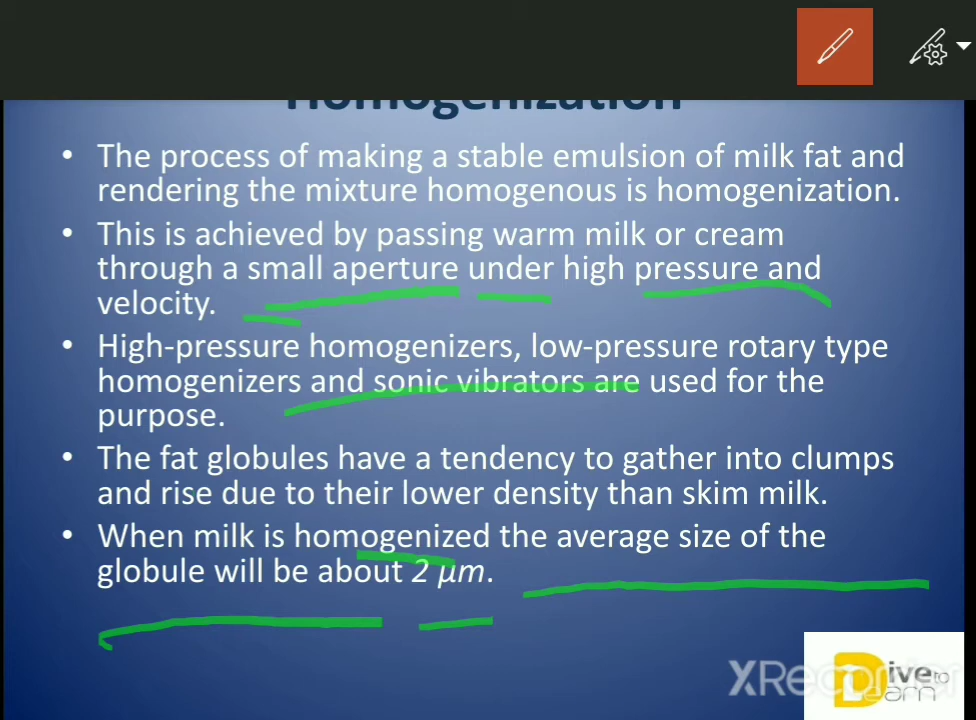 Homogenization
• The process of making a stable emulsion of milk fat and
rendering the mixture homogenous is homogenization.
• This is achieved by passing warm milk or cream
through a small aperture under high pressure and
velocity.
• High-pressure homogenizers, low-pressure rotary type
homogenizers and sonic vibrators are used for the
purpose.
• The fat globules have a tendency to gather into clumps
and rise due to their lower density than skim milk.
• When milk is homogenized the average size of the
globule will be about 2 μm.
XRecorder
Dive to
Learn